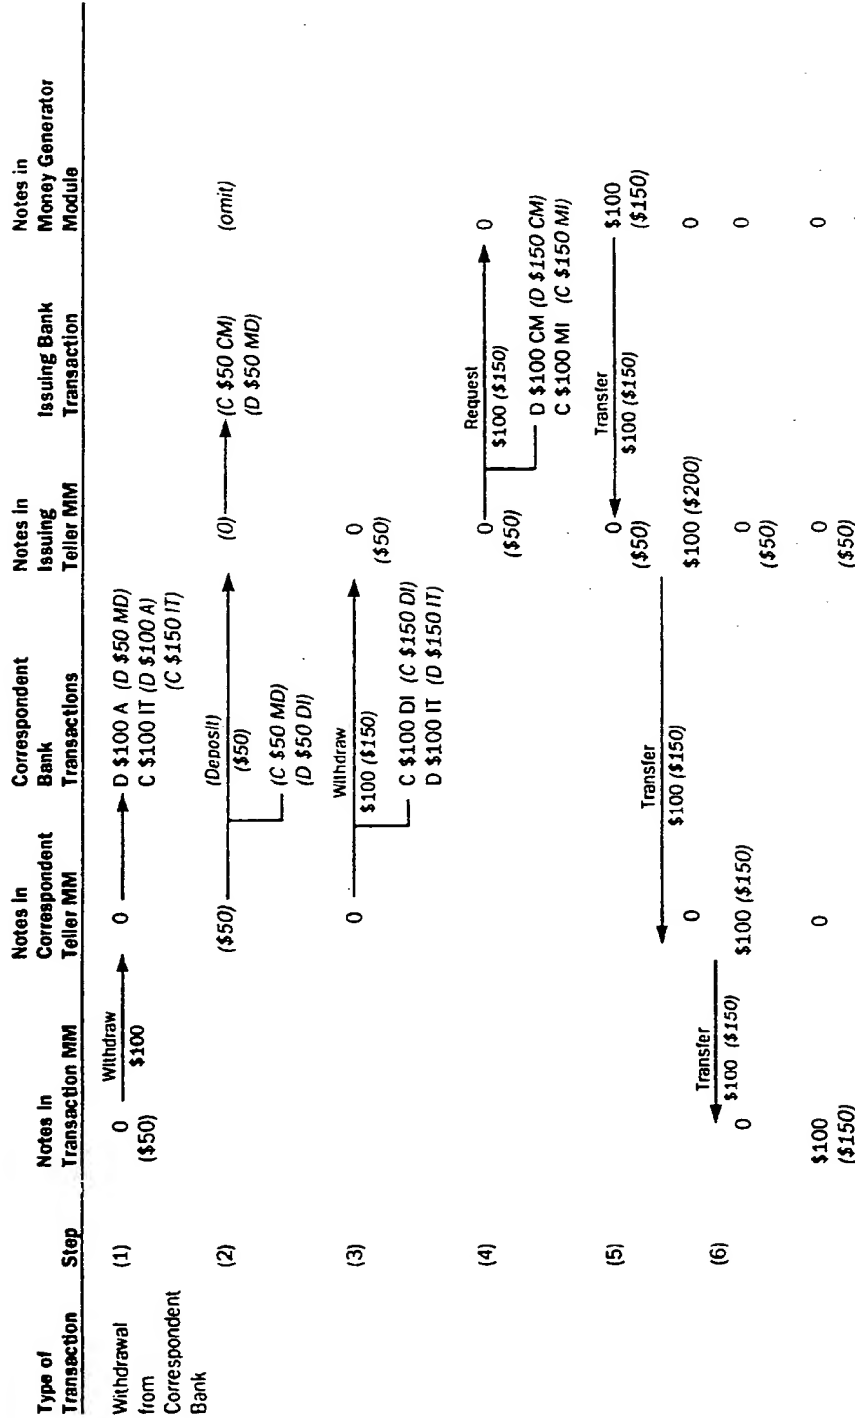 Type of Transaction Step Notes in Transaction MM Notes in Correspondent Teller MM Correspondent Bank Transactions Notes in Issuing Teller MM Issuing Bank Transaction Notes in Money Generator Module
Withdrawal from Correspondent Bank
(1) 0 Withdraw 0 D $100 A (D $50 MD)
($50) $100 C $100 IT (D $100 A)
(C $150 IT)
(2) ($50) (Deposit) (0) (C $50 CM) (omit)
($50) (D $50 MD)
(C $50 MD)
(D $50 DI)
(3) 0 Withdraw 0
$100 ($150) ($50)
C $100 DI (C $150 DI)
D $100 IT (D $150 IT)
(4) 0 Request 0
($50) $100 ($150)
D $100 CM (D $150 CM)
C $100 MI (C $150 MI)
(5) 0 Transfer $100
($50) $100 ($150) ($150)
Transfer
$100 ($150)
0 $100 ($200) 0
(6) Transfer
$100 ($150)
0 $100 ($150) 0 0
($50)
$100 0 0 0
($150) ($50)